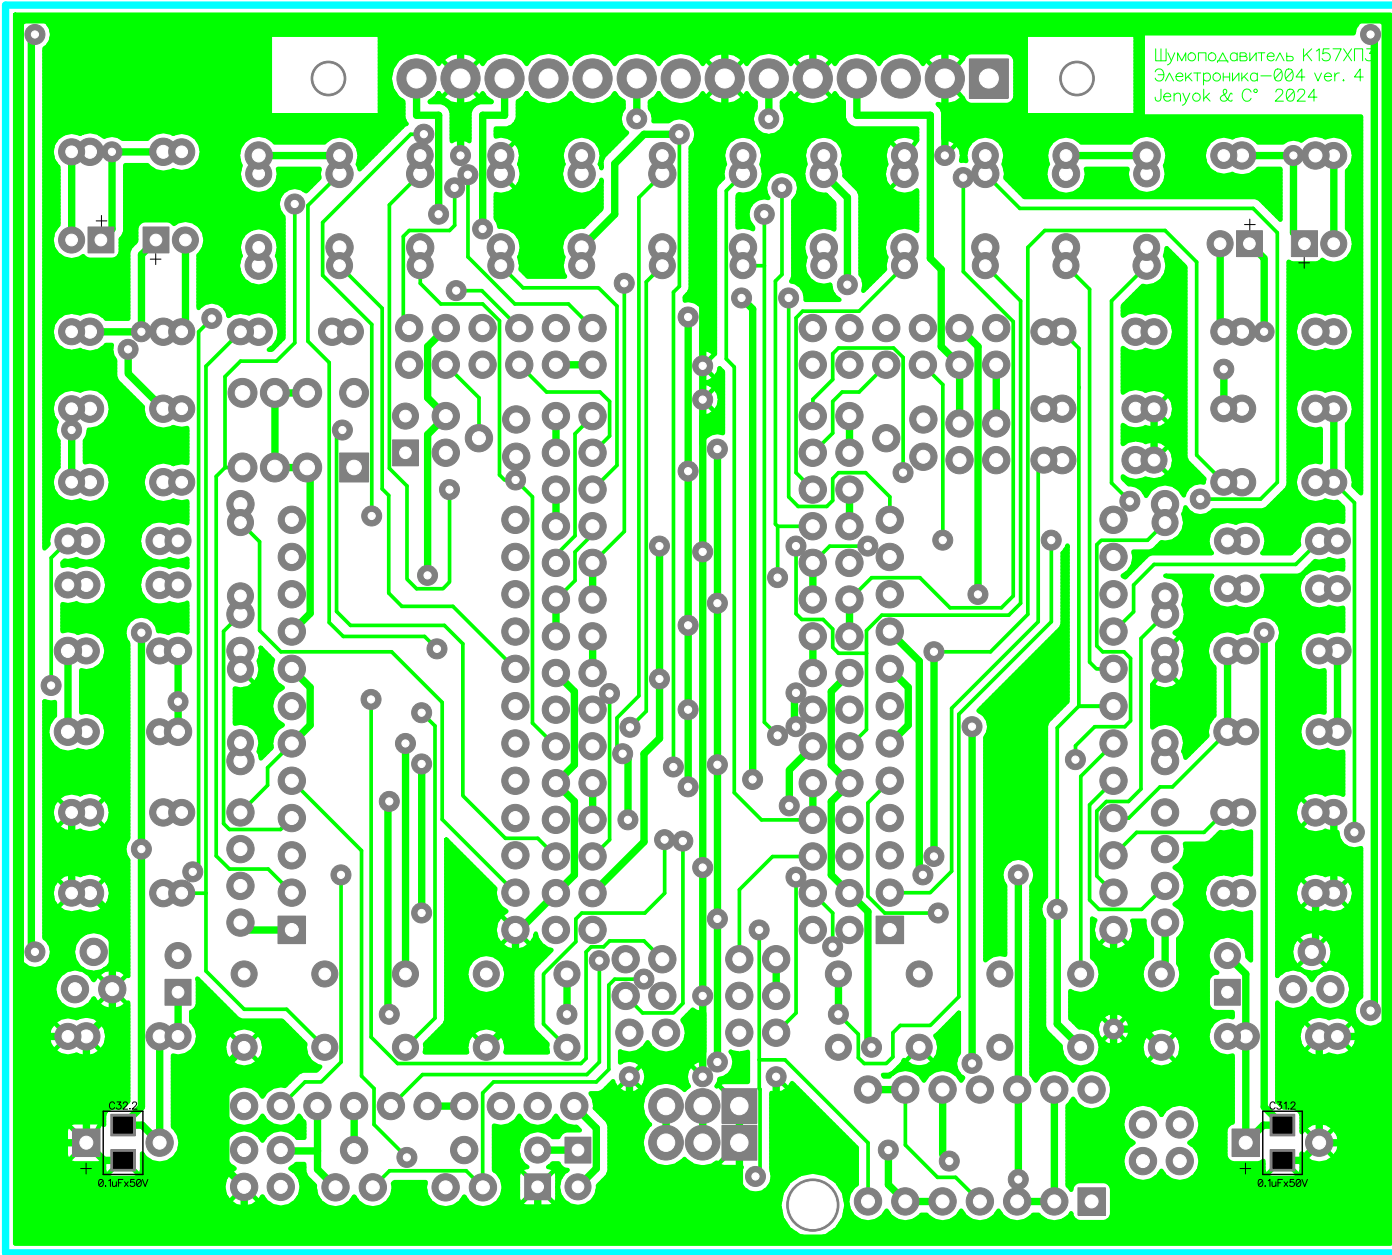 Шумоподавитель К157ХП3
Электроника-004 ver. 4
Jenyok & C° 2024
+
+
+
+
C32.2
C31.2
+
+
0.1uFx50V
0.1uFx50V